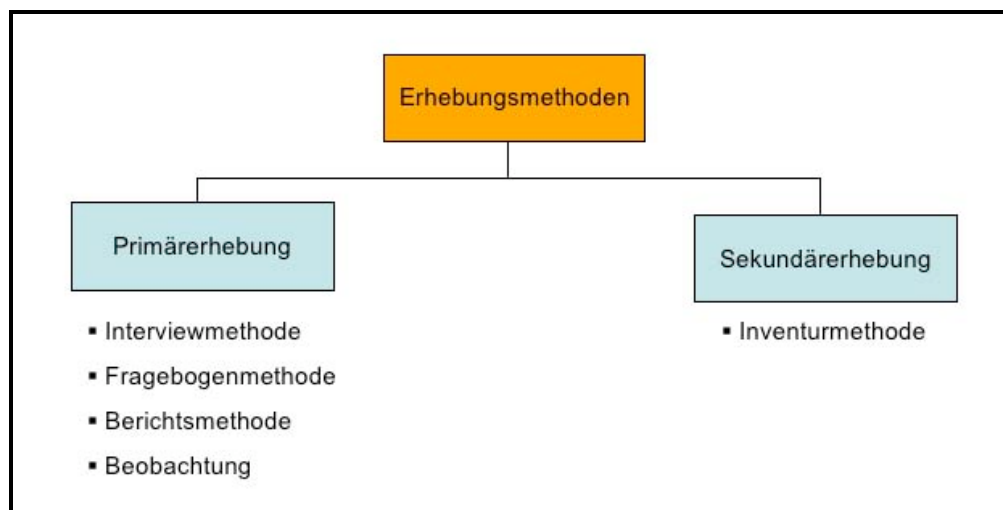 Erhebungsmethoden
Primärerhebung
▪ Interviewmethode
▪ Fragebogenmethode
▪ Berichtsmethode
▪ Beobachtung
Sekundärerhebung
▪ Inventurmethode